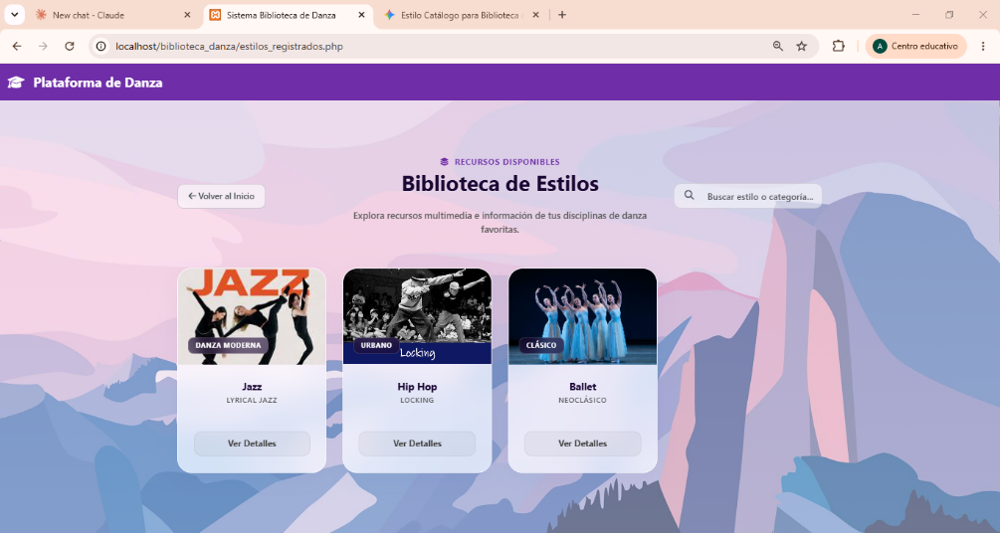 New chat - Claude
Sistema Biblioteca de Danza
Estilo Catálogo para Biblioteca
localhost/biblioteca_danza/estilos_registrados.php
A
Centro educativo
Plataforma de Danza
RECURSOS DISPONIBLES
Biblioteca de Estilos
Volver al Inicio
Buscar estilo o categoría...
Explora recursos multimedia e información de tus disciplinas de danza
favoritas.
JAZZ
DANZA MODERNA
Jazz
LYRICAL JAZZ
Ver Detalles
URBANO
Locking
Hip Hop
LOCKING
Ver Detalles
CLÁSICO
Ballet
NEOCLÁSICO
Ver Detalles